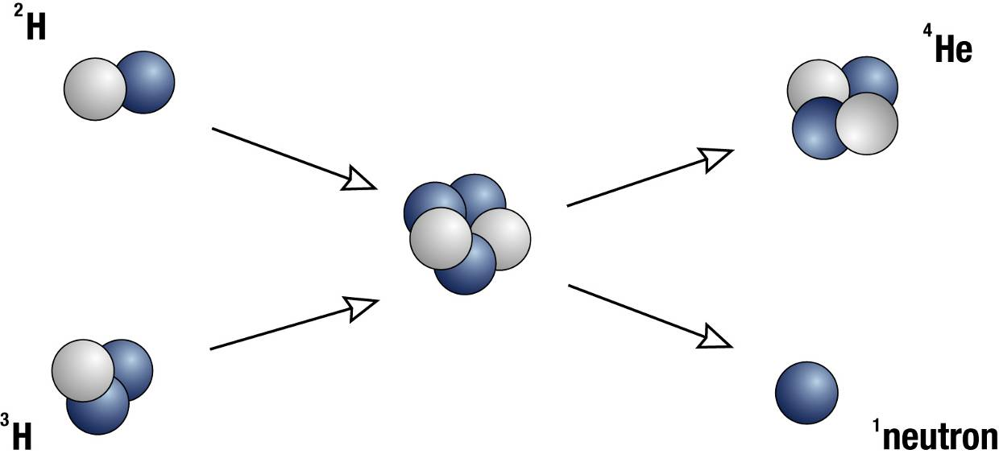 ²H
⁴He
³H
¹neutron